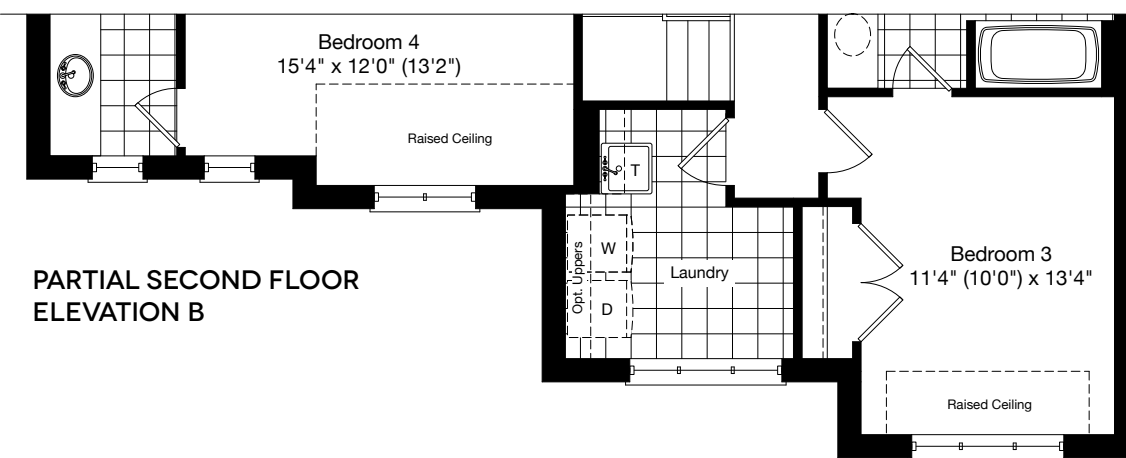 Bedroom 4
15'4" x 12'0" (13'2")
Raised Ceiling
T
W
Opt. Uppers
D
Laundry
Bedroom 3
11'4" (10'0") x 13'4"
Raised Ceiling
PARTIAL SECOND FLOOR
ELEVATION B